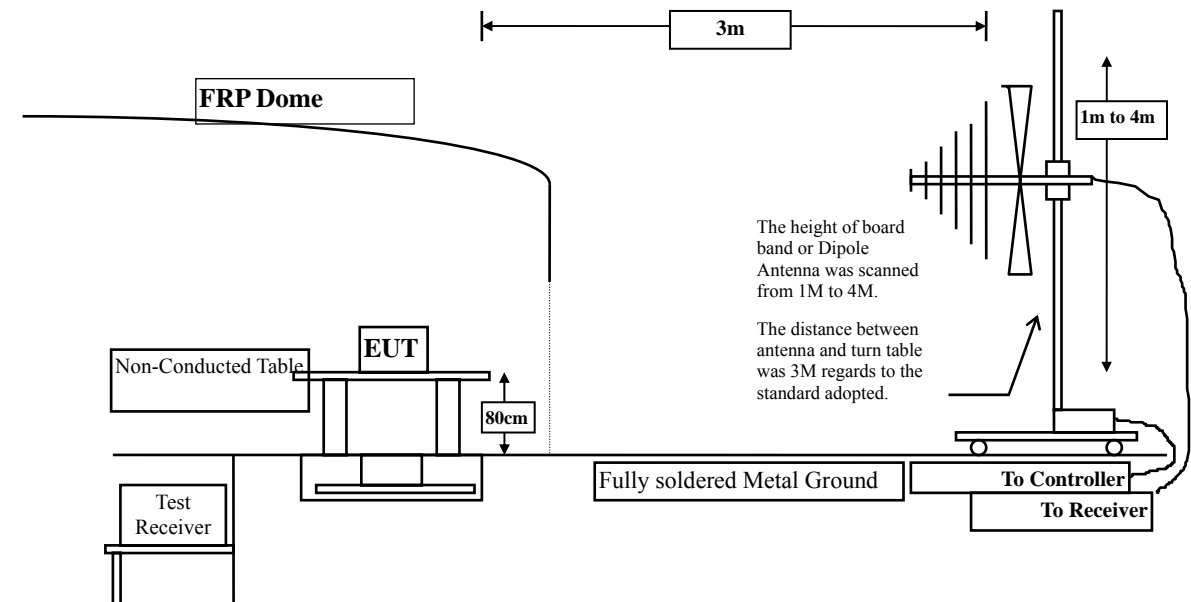 3m
FRP Dome
1m to 4m
The height of board
band or Dipole
Antenna was scanned
from 1M to 4M.
The distance between
antenna and turn table
was 3M regards to the
standard adopted.
EUT
Non-Conducted Table
80cm
Fully soldered Metal Ground
To Controller
To Receiver
Test
Receiver